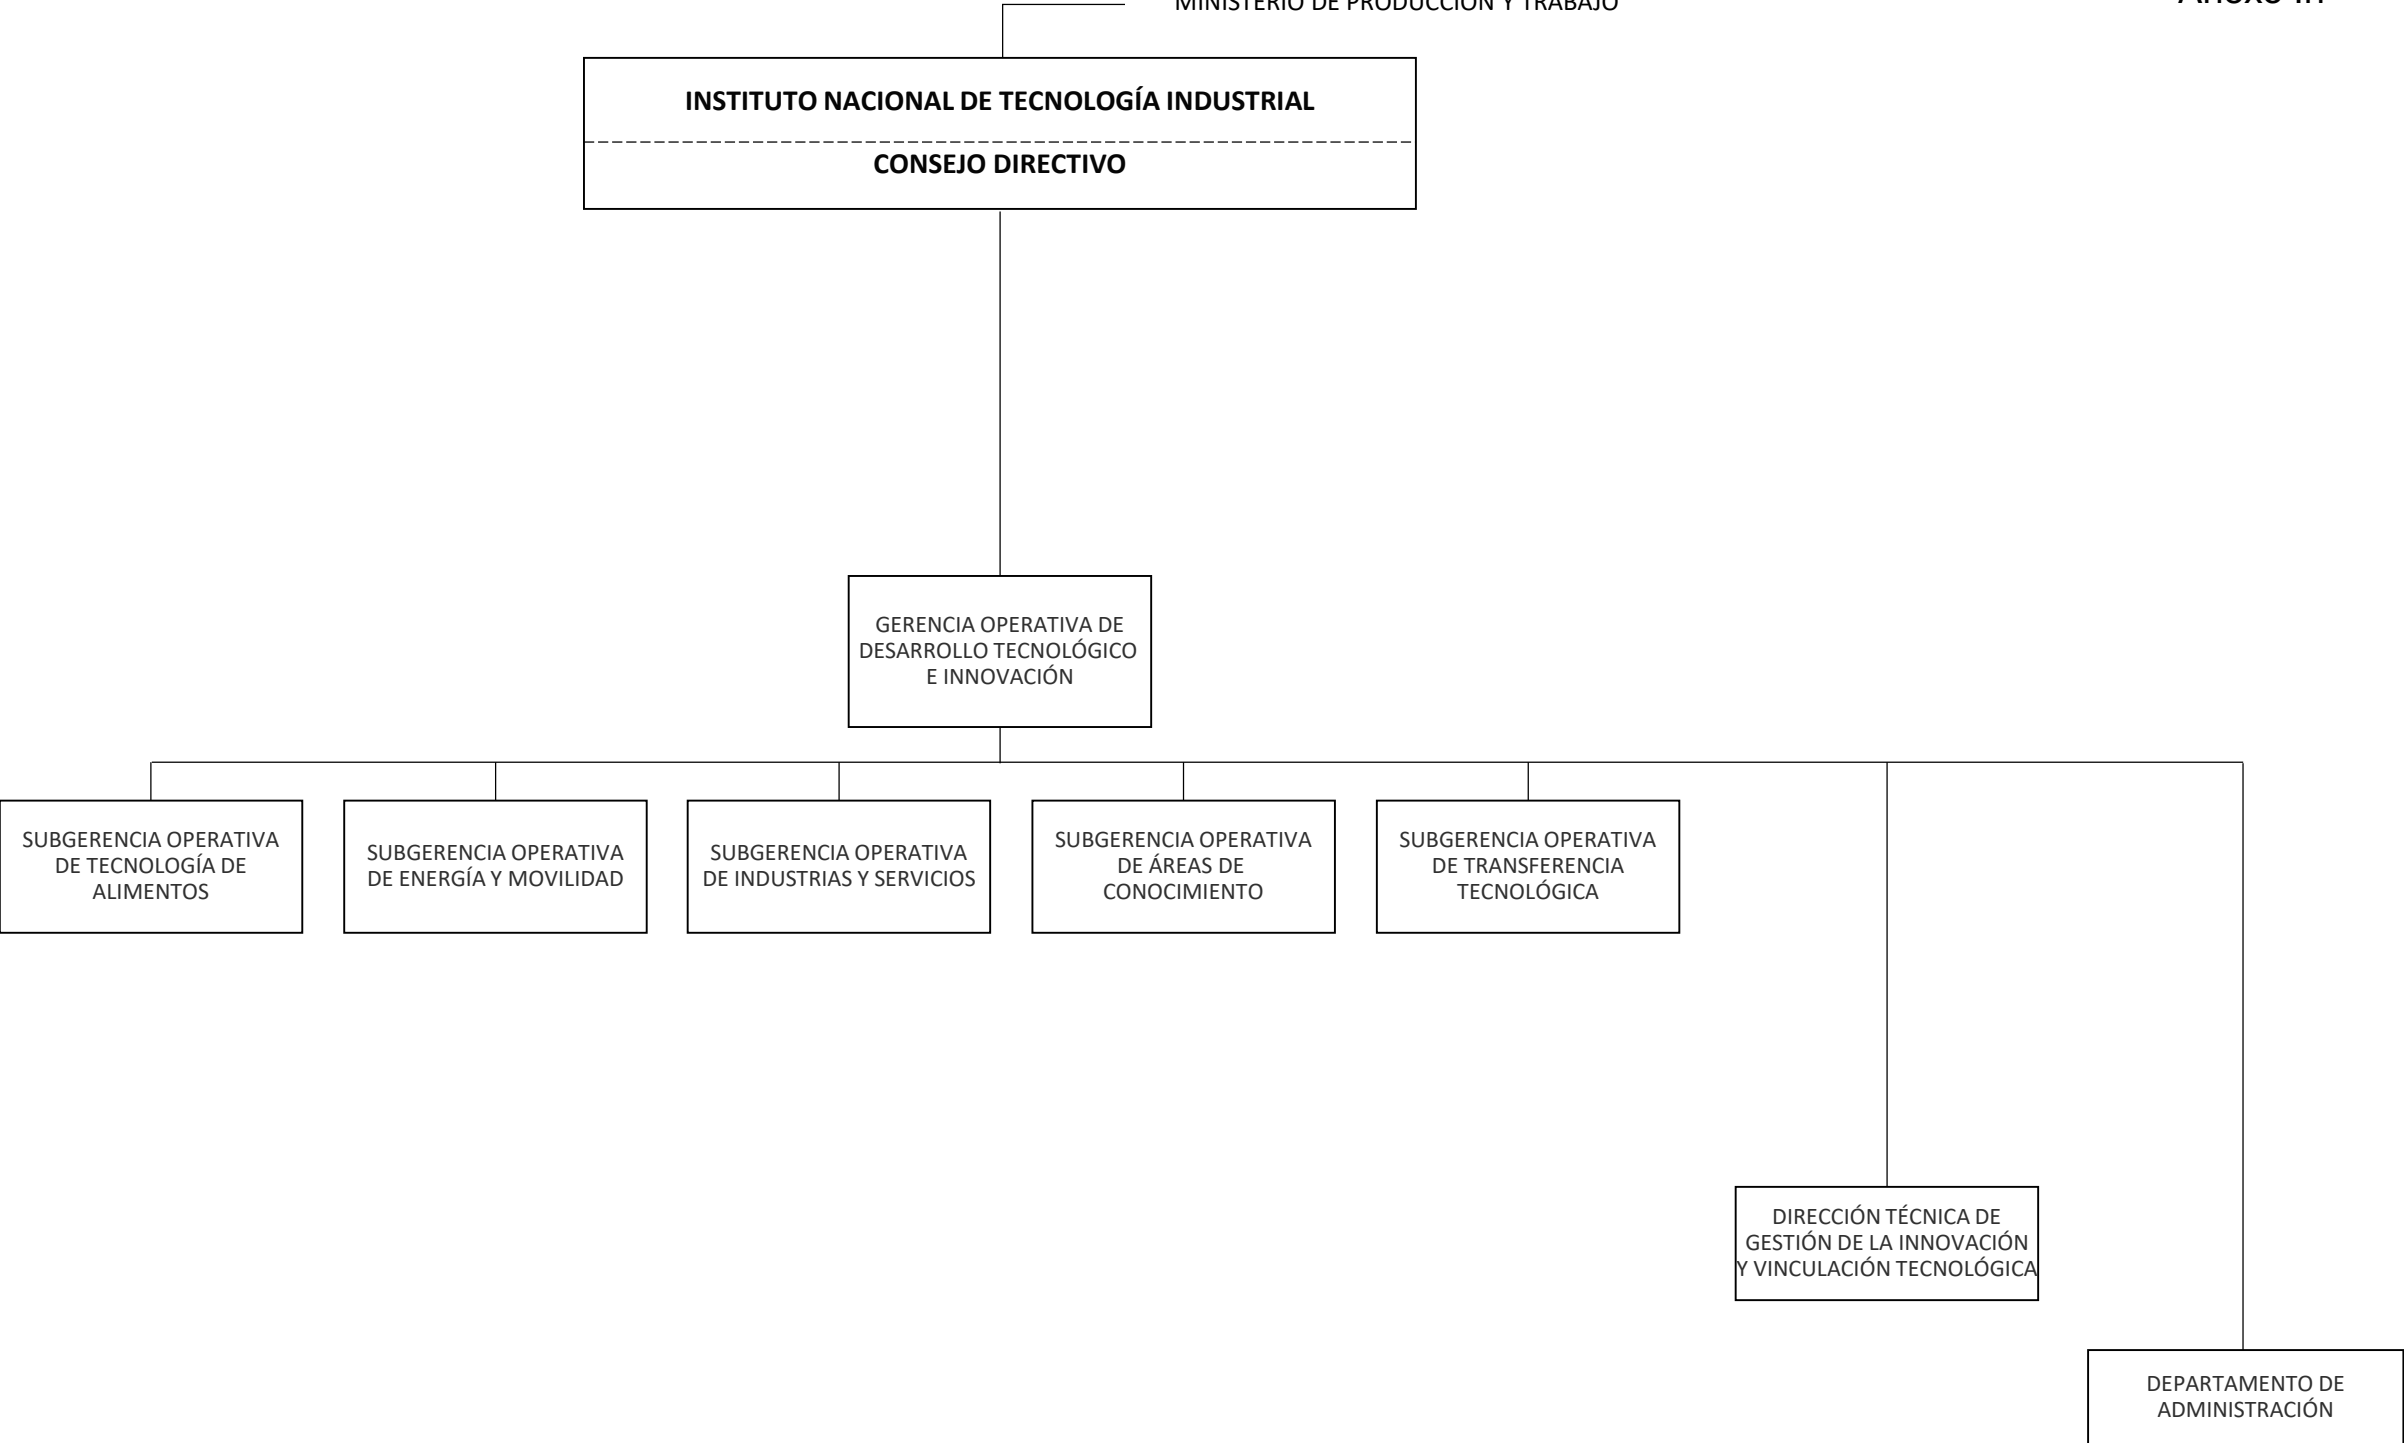 MINISTERIO DE PRODUCCIÓN Y TRABAJO
INSTITUTO NACIONAL DE TECNOLOGÍA INDUSTRIAL
CONSEJO DIRECTIVO
GERENCIA OPERATIVA DE
DESARROLLO TECNOLÓGICO
E INNOVACIÓN
SUBGERENCIA OPERATIVA
DE TECNOLOGÍA DE
ALIMENTOS
SUBGERENCIA OPERATIVA
DE ENERGÍA Y MOVILIDAD
SUBGERENCIA OPERATIVA
DE INDUSTRIAS Y SERVICIOS
SUBGERENCIA OPERATIVA
DE ÁREAS DE
CONOCIMIENTO
SUBGERENCIA OPERATIVA
DE TRANSFERENCIA
TECNOLÓGICA
DIRECCIÓN TÉCNICA DE
GESTIÓN DE LA INNOVACIÓN
Y VINCULACIÓN TECNOLÓGICA
DEPARTAMENTO DE
ADMINISTRACIÓN